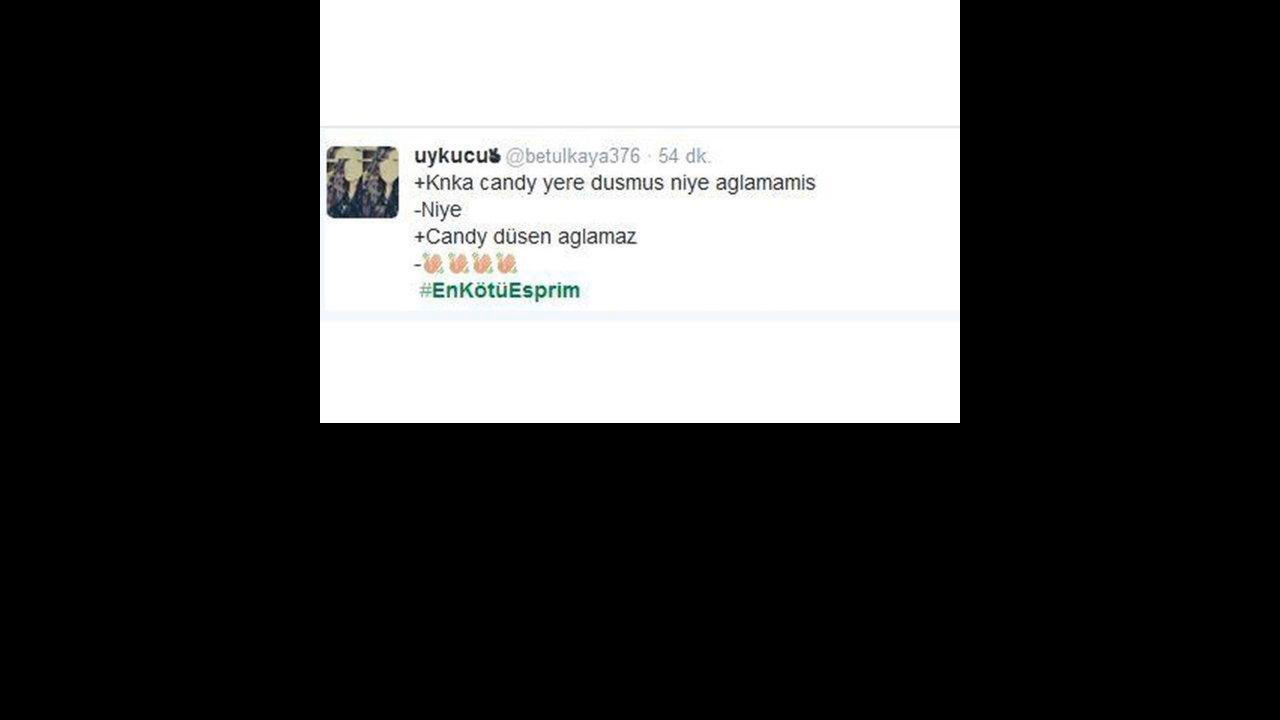 uykucu @betulkaya376 · 54 dk.
+Knka candy yere dusmus niye aglamamis
-Niye
+Candy düsen aglamaz
-👏👏👏👏
#EnKötüEsprim